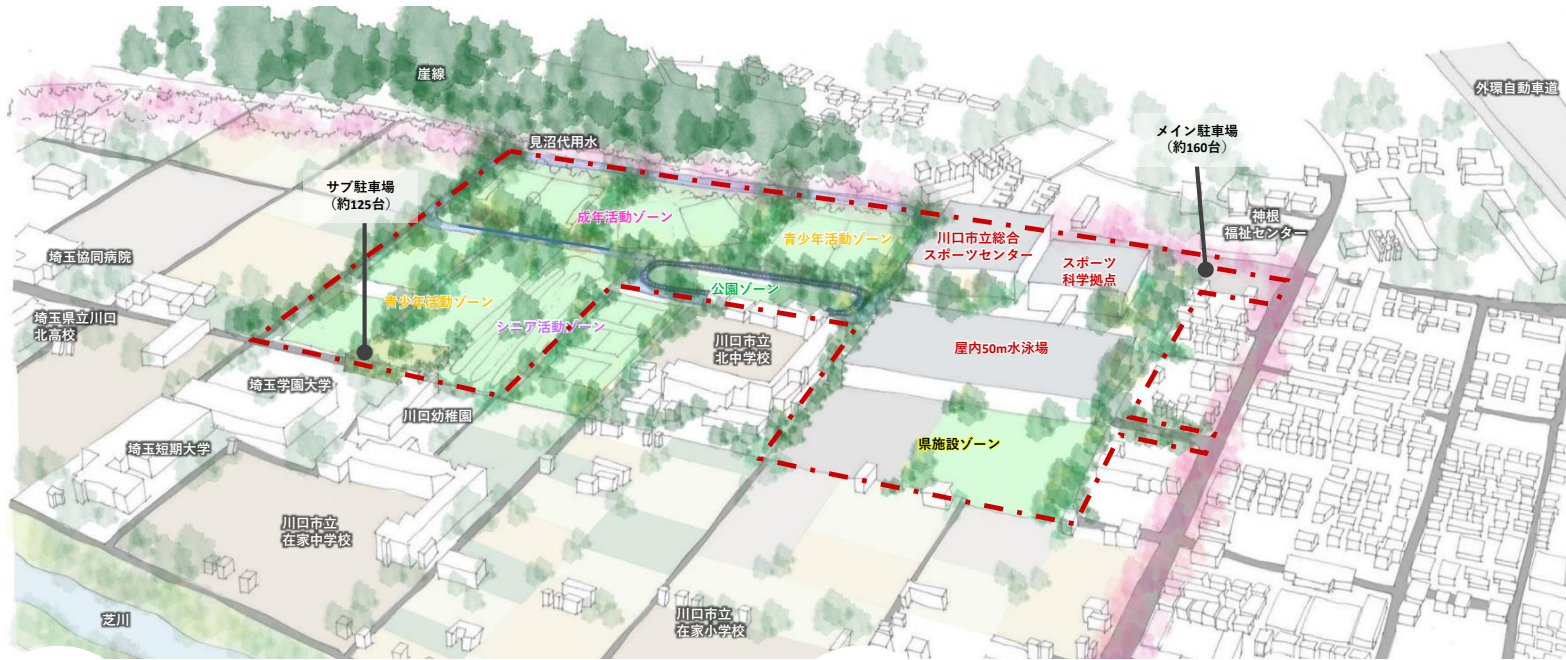 崖線
外環自動車道
メイン駐車場
（約160台）
見沼代用水
サブ駐車場
（約125台）
成年活動ゾーン
神根
福祉センター
青少年活動ゾーン
川口市立総合
スポーツセンター
埼玉協同病院
スポーツ
科学拠点
公園ゾーン
青少年活動ゾーン
埼玉県立川口
北高校
シニア活動ゾーン
川口市立
北中学校
屋内50m水泳場
埼玉学園大学
川口幼稚園
埼玉短期大学
県施設ゾーン
川口市立
在家中学校
芝川
川口市立
在家小学校